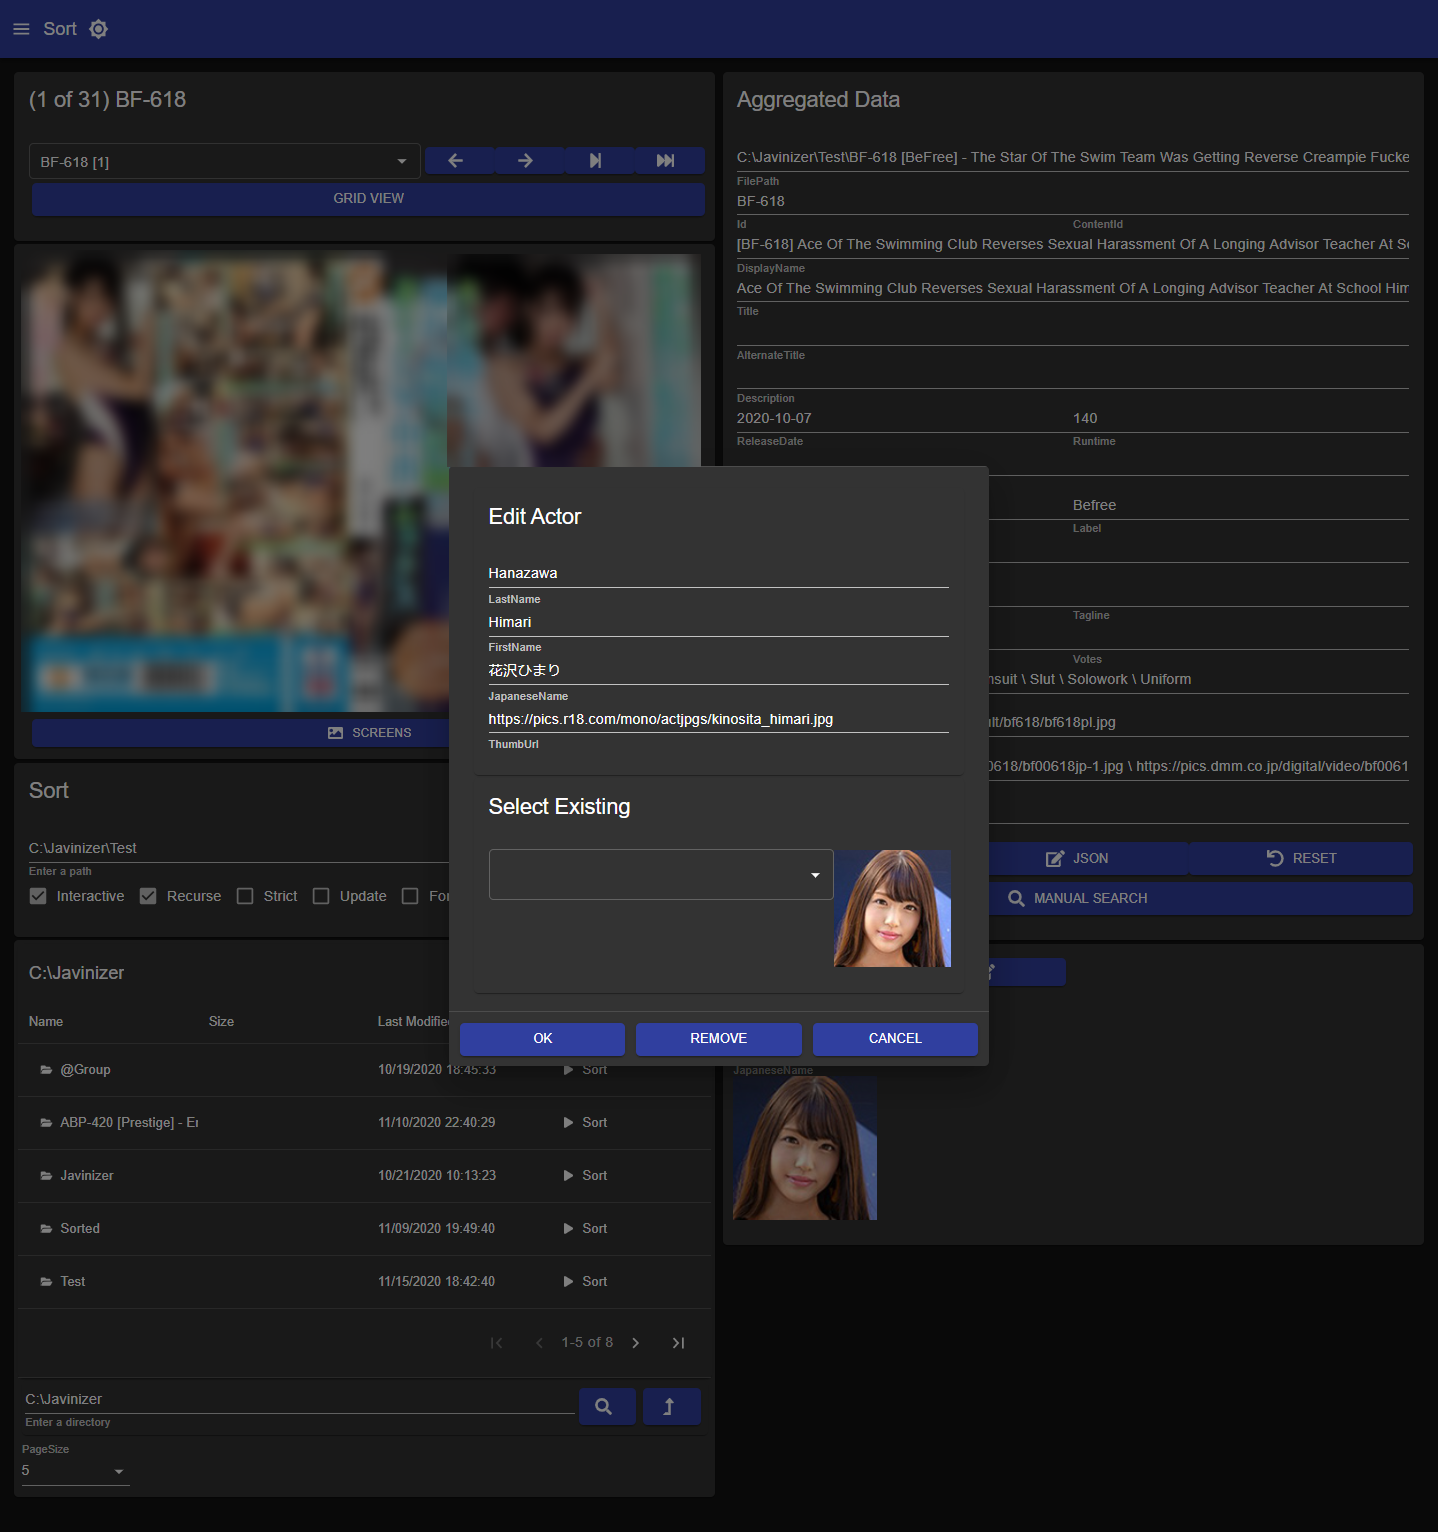 Sort
(1 of 31) BF-618
BF-618 [1]
GRID VIEW
SCREENS
Sort
C:\Javinizer\Test
Enter a path
Interactive
Recurse
Strict
Update
For
C:\Javinizer
Name
Size
Last Modifie
@Group
10/19/2020 18:45:33
Sort
ABP-420 [Prestige] - Er
11/10/2020 22:40:29
Sort
Javinizer
10/21/2020 10:13:23
Sort
Sorted
11/09/2020 19:49:40
Sort
Test
11/15/2020 18:42:40
Sort
1-5 of 8
C:\Javinizer
Enter a directory
PageSize
5
Aggregated Data
C:\Javinizer\Test\BF-618 [BeFree] - The Star Of The Swim Team Was Getting Reverse Creampie Fucke
FilePath
BF-618
Id
ContentId
[BF-618] Ace Of The Swimming Club Reverses Sexual Harassment Of A Longing Advisor Teacher At Sc
DisplayName
Ace Of The Swimming Club Reverses Sexual Harassment Of A Longing Advisor Teacher At School Him
Title
AlternateTitle
Description
2020-10-07
140
ReleaseDate
Runtime
Befree
Label
Tagline
Votes
nsuit \ Slut \ Solowork \ Uniform
ult/bf618/bf618pl.jpg
0618/bf00618jp-1.jpg \ https://pics.dmm.co.jp/digital/video/bf0061
JSON
RESET
MANUAL SEARCH
JapaneseName
Edit Actor
Hanazawa
LastName
Himari
FirstName
花沢ひまり
JapaneseName
https://pics.r18.com/mono/actjpgs/kinosita_himari.jpg
ThumbUrl
Select Existing
OK
REMOVE
CANCEL